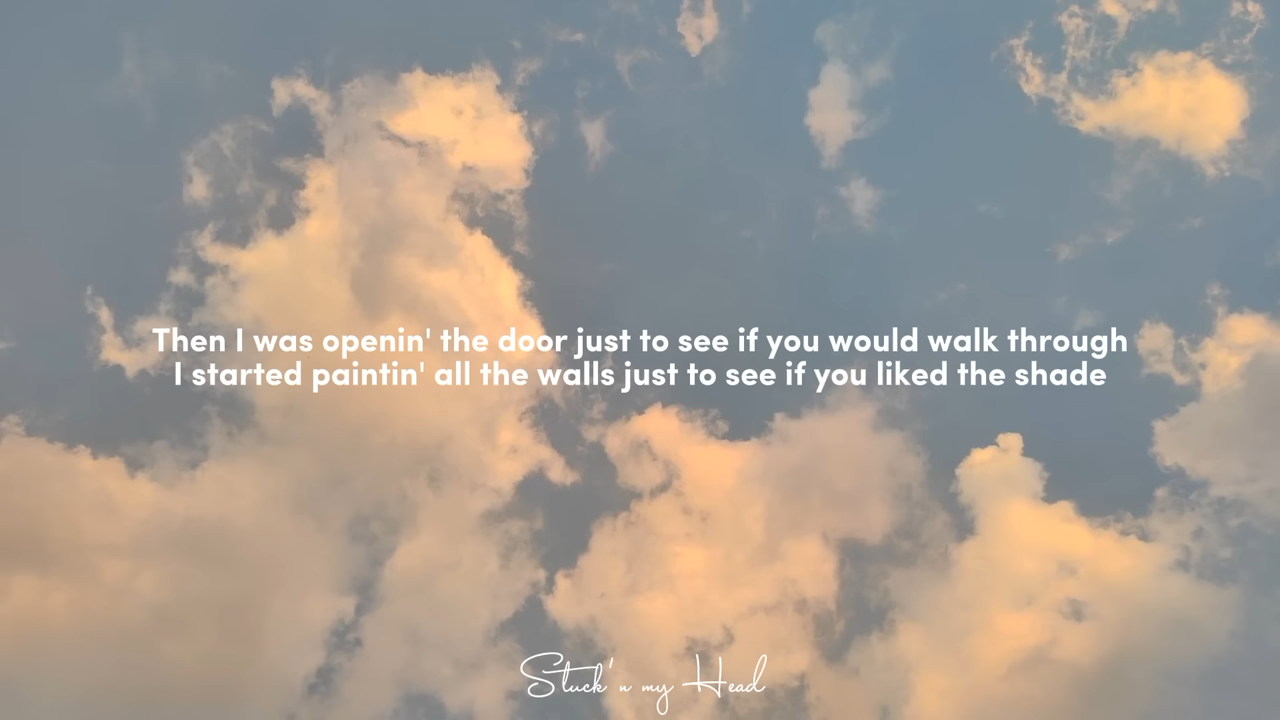 Then I was openin' the door just to see if you would walk through
I started paintin' all the walls just to see if you liked the shade
Stuck'n my Head